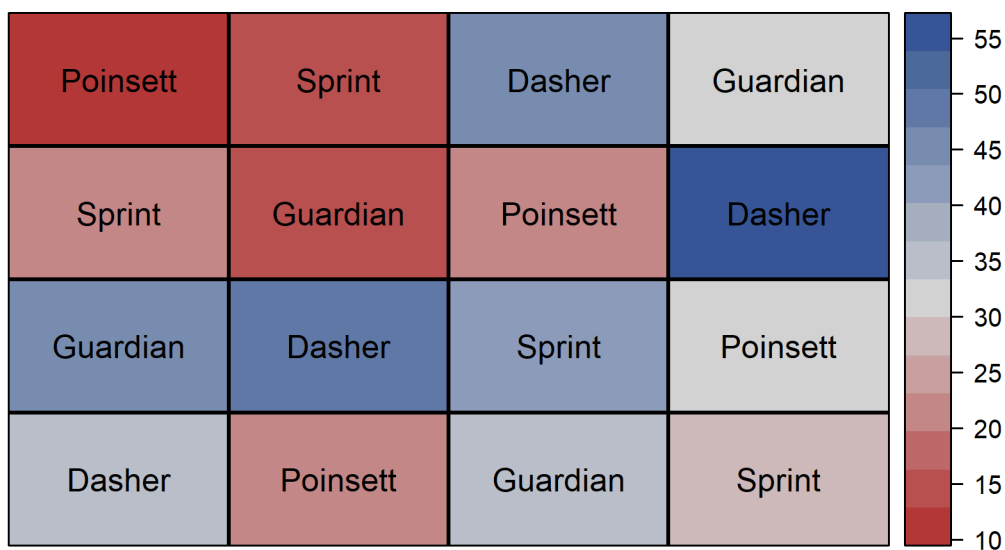 Poinsett Sprint Dasher Guardian
Sprint Guardian Poinsett Dasher
Guardian Dasher Sprint Poinsett
Dasher Poinsett Guardian Sprint
55
50
45
40
35
30
25
20
15
10